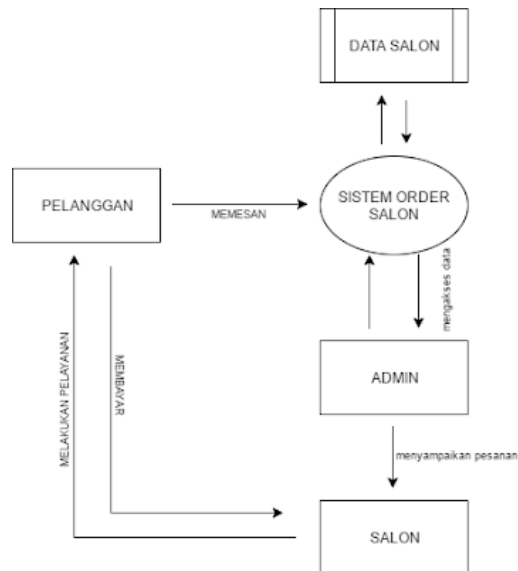 DATA SALON
PELANGGAN
MEMESAN
SISTEM ORDER
SALON
mengakses data
MELAKUKAN PELAYANAN
MEMBAYAR
ADMIN
menyampaikan pesanan
SALON